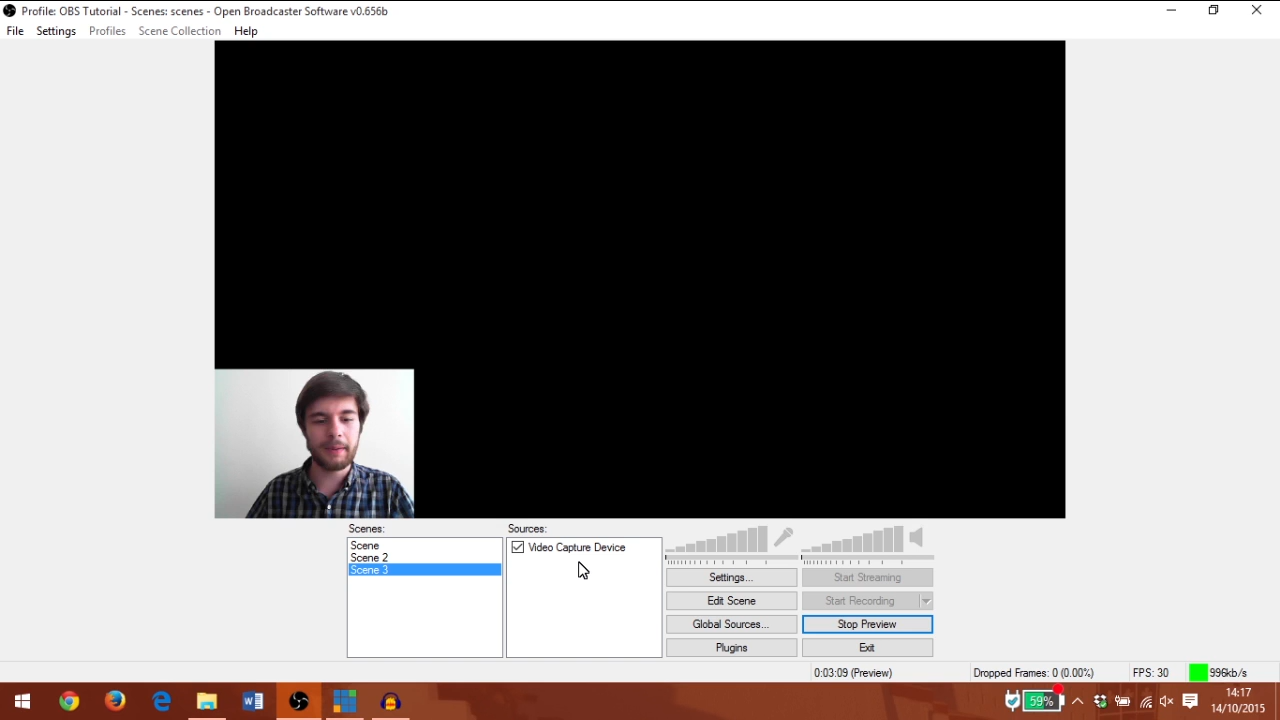 Profile: OBS Tutorial - Scenes: scenes - Open Broadcaster Software v0.656b
File Settings Profiles Scene Collection Help
Scenes:
Scene
Scene 2
Scene 3
Sources:
Video Capture Device
Settings...
Edit Scene
Global Sources...
Plugins
Start Streaming
Start Recording
Stop Preview
Exit
0:03:09 (Preview) Dropped Frames: 0 (0.00%) FPS: 30 996kb/s
59%
14:17
14/10/2015